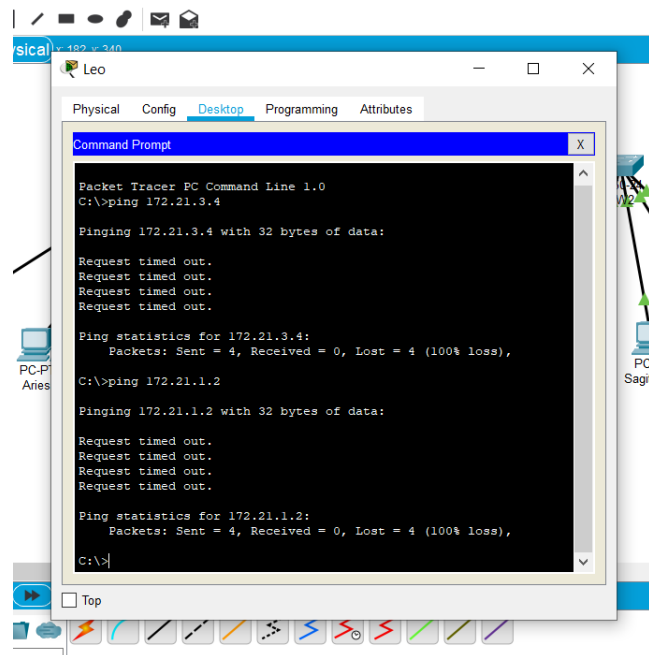 sical
x: 182, y: 340
Leo
Physical Config Desktop Programming Attributes
Command Prompt
X
Packet Tracer PC Command Line 1.0
C:\>ping 172.21.3.4
Pinging 172.21.3.4 with 32 bytes of data:
Request timed out.
Request timed out.
Request timed out.
Request timed out.
Ping statistics for 172.21.3.4:
Packets: Sent = 4, Received = 0, Lost = 4 (100% loss),
C:\>ping 172.21.1.2
Pinging 172.21.1.2 with 32 bytes of data:
Request timed out.
Request timed out.
Request timed out.
Request timed out.
Ping statistics for 172.21.1.2:
Packets: Sent = 4, Received = 0, Lost = 4 (100% loss),
C:\>
Top
PC-PT
Aries
W2
PC
Sagi